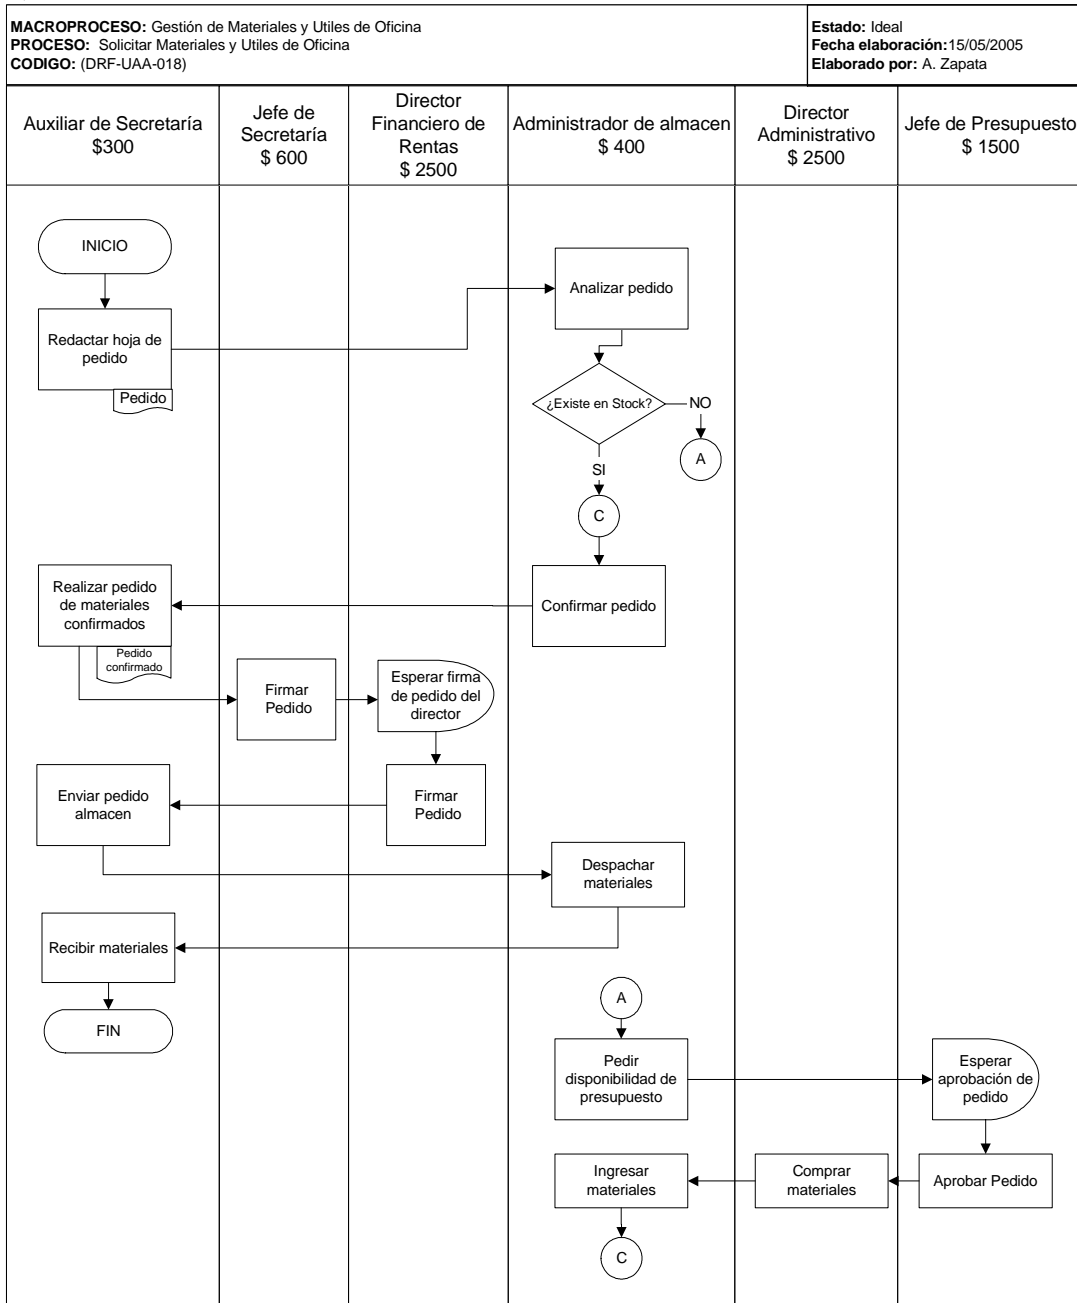 MACROPROCESO: Gestión de Materiales y Utiles de Oficina
PROCESO: Solicitar Materiales y Utiles de Oficina
CODIGO: (DRF-UAA-018)
Estado: Ideal
Fecha elaboración:15/05/2005
Elaborado por: A. Zapata
Auxiliar de Secretaría
$300
Jefe de
Secretaría
$ 600
Director
Financiero de
Rentas
$ 2500
Administrador de almacen
$ 400
Director
Administrativo
$ 2500
Jefe de Presupuesto
$ 1500
INICIO
Redactar hoja de
pedido
Pedido
Analizar pedido
¿Existe en Stock?
NO
A
SI
C
Confirmar pedido
Realizar pedido
de materiales
confirmados
Pedido
confirmado
Firmar
Pedido
Esperar firma
de pedido del
director
Firmar
Pedido
Enviar pedido
almacen
Despachar
materiales
Recibir materiales
FIN
A
Pedir
disponibilidad de
presupuesto
Esperar
aprobación de
pedido
Aprobar Pedido
Comprar
materiales
Ingresar
materiales
C